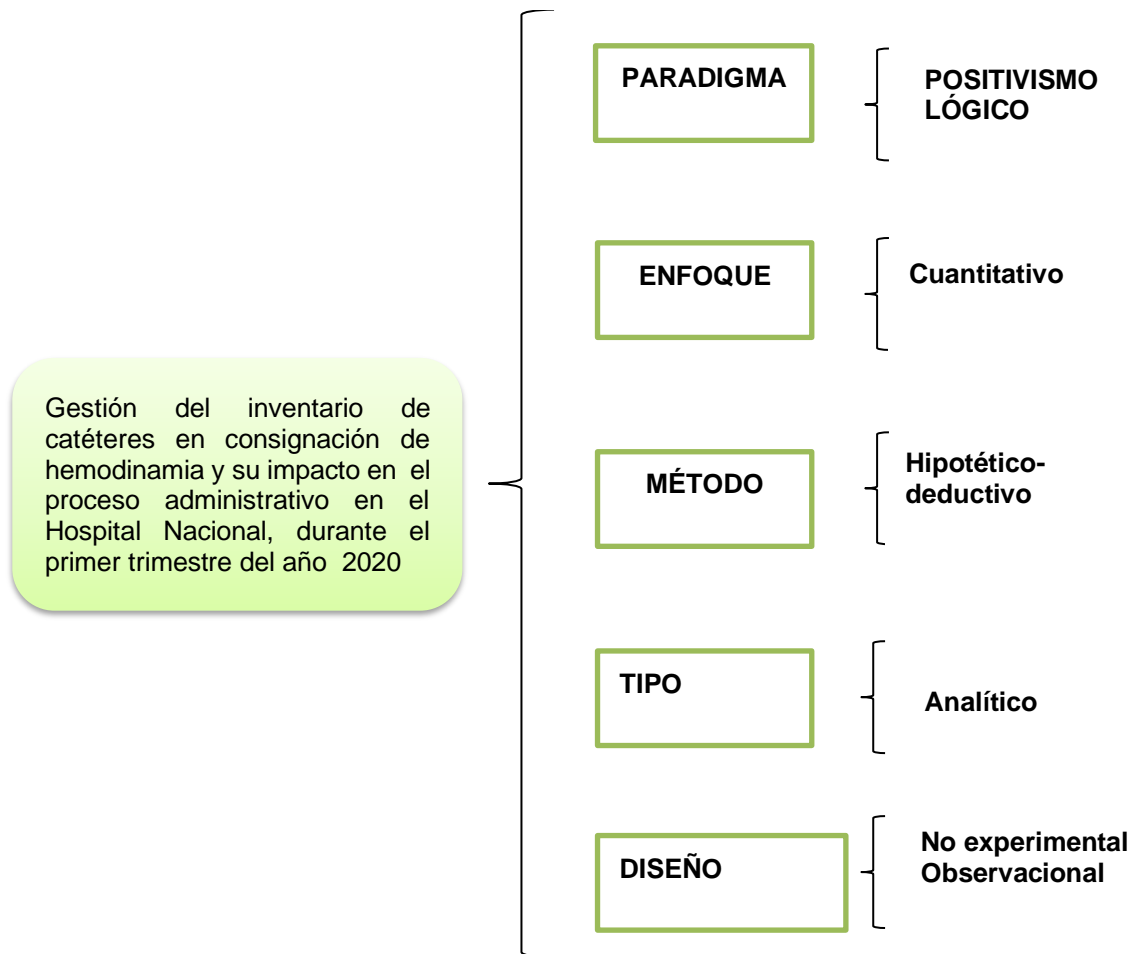 PARADIGMA
POSITIVISMO
LÓGICO
ENFOQUE
Cuantitativo
Gestión del inventario de
catéteres en consignación de
hemodinamia y su impacto en el
proceso administrativo en el
Hospital Nacional, durante el
primer trimestre del año 2020
MÉTODO
Hipotético-
deductivo
TIPO
Analítico
DISEÑO
No experimental
Observacional